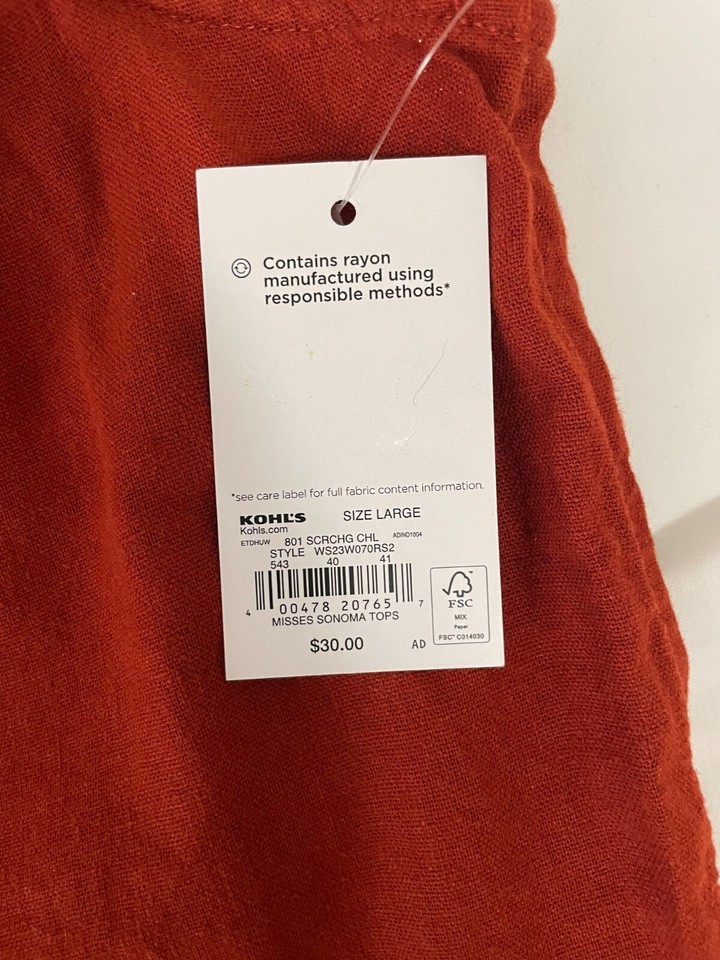 Contains rayon
manufactured using
responsible methods*
*see care label for full fabric content information.
KOHL'S SIZE LARGE
Kohls.com
ETDHUW 801 SCRCHG CHL ADIND1004
STYLE WS23W070RS2
543 40 41
4 00478 20765 7
MISSES SONOMA TOPS
$30.00
AD
FSC
MIX
Paper
FSC™ C014030